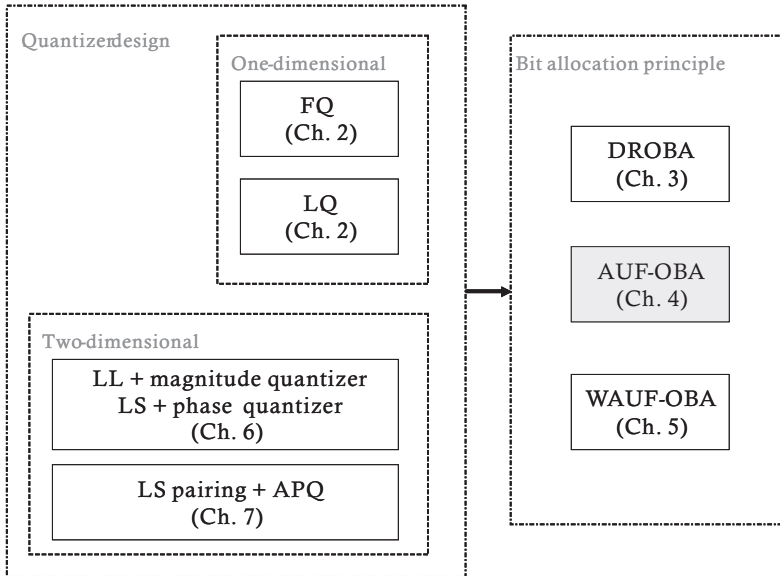 Quantizerdesign
One-dimensional
FQ
(Ch. 2)
LQ
(Ch. 2)
Two-dimensional
LL + magnitude quantizer
LS + phase quantizer
(Ch. 6)
LS pairing + APQ
(Ch. 7)
Bit allocation principle
DROBA
(Ch. 3)
AUF-OBA
(Ch. 4)
WAUF-OBA
(Ch. 5)